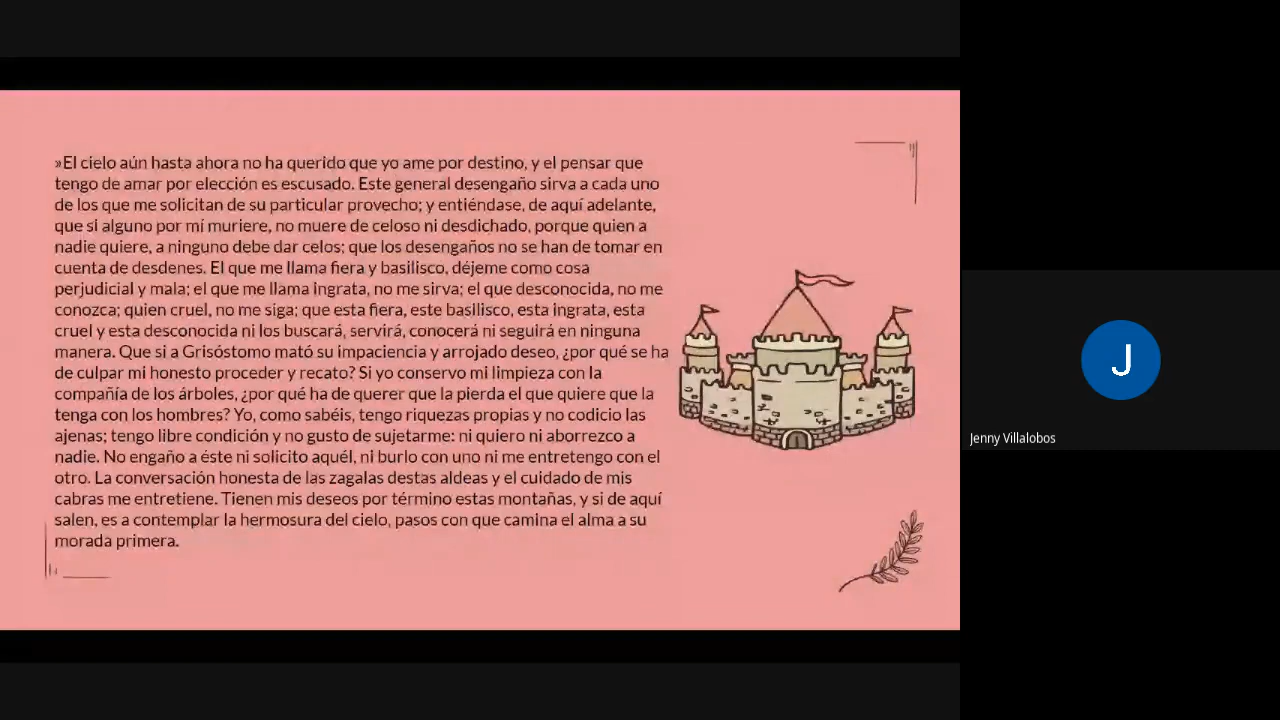 »El cielo aún hasta ahora no ha querido que yo ame por destino, y el pensar que
tengo de amar por elección es escusado. Este general desengaño sirva a cada uno
de los que me solicitan de su particular provecho; y entiéndase, de aquí adelante,
que si alguno por mí muriere, no muere de celoso ni desdichado, porque quien a
nadie quiere, a ninguno debe dar celos; que los desengaños no se han de tomar en
cuenta de desdenes. El que me llama fiera y basilisco, déjeme como cosa
perjudicial y mala; el que me llama ingrata, no me sirva; el que desconocida, no me
conozca; quien cruel, no me siga; que esta fiera, este basilisco, esta ingrata, esta
cruel y esta desconocida ni los buscará, servirá, conocerá ni seguirá en ninguna
manera. Que si a Grisóstomo mató su impaciencia y arrojado deseo, ¿por qué se ha
de culpar mi honesto proceder y recato? Si yo conservo mi limpieza con la
compañía de los árboles, ¿por qué ha de querer que la pierda el que quiere que la
tenga con los hombres? Yo, como sabéis, tengo riquezas propias y no codicio las
ajenas; tengo libre condición y no gusto de sujetarme: ni quiero ni aborrezco a
nadie. No engaño a éste ni solicito aquél, ni burlo con uno ni me entretengo con el
otro. La conversación honesta de las zagalas destas aldeas y el cuidado de mis
cabras me entretiene. Tienen mis deseos por término estas montañas, y si de aquí
salen, es a contemplar la hermosura del cielo, pasos con que camina el alma a su
morada primera.
J
Jenny Villalobos